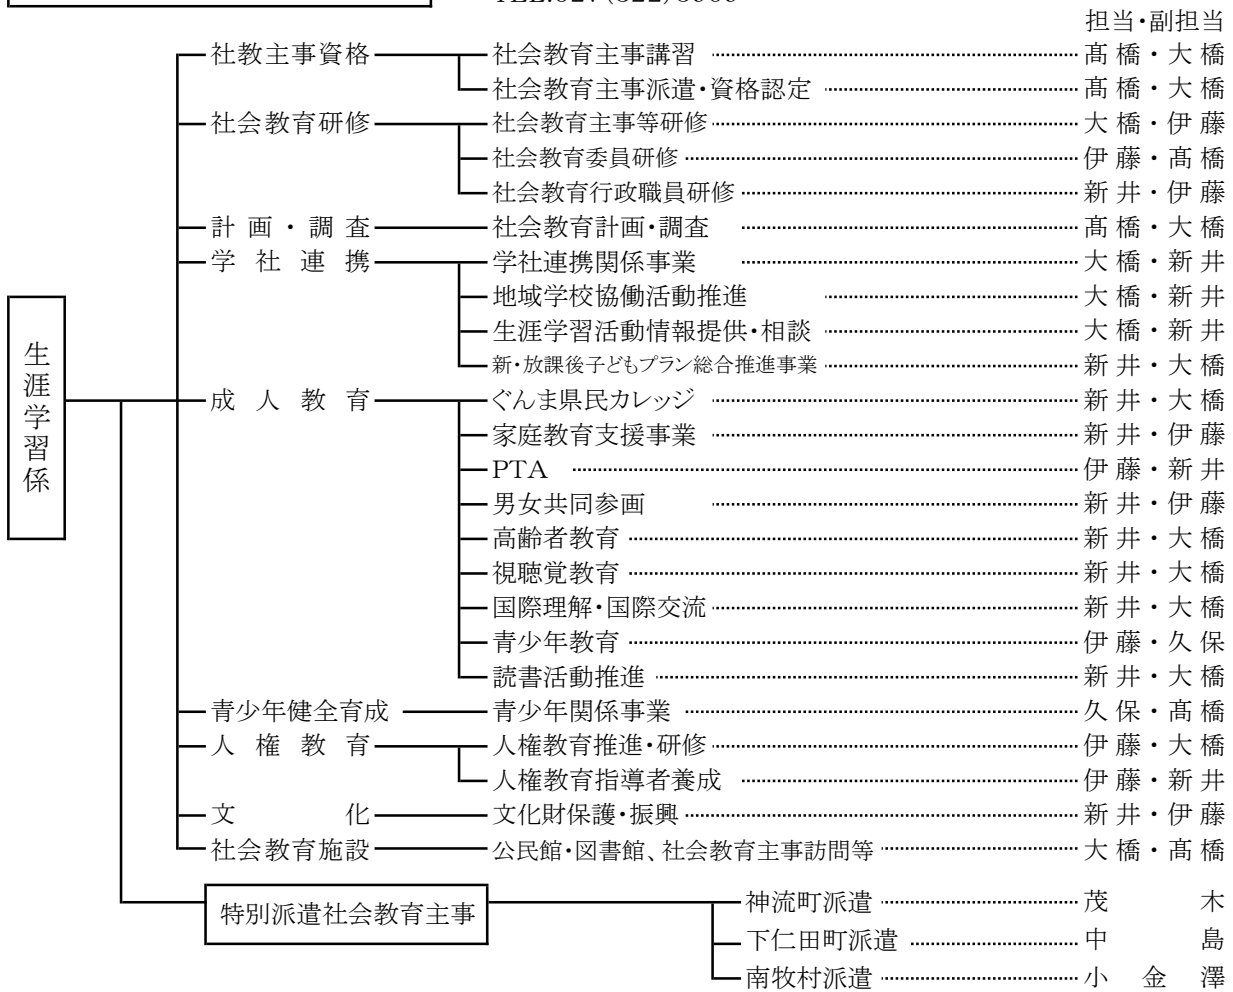 担当・副担当
社教主事資格 社会教育主事講習 髙橋・大橋
社会教育主事派遣・資格認定 髙橋・大橋
社会教育研修 社会教育主事等研修 大橋・伊藤
社会教育委員研修 伊藤・髙橋
社会教育行政職員研修 新井・伊藤
計画・調査 社会教育計画・調査 髙橋・大橋
学社連携 学社連携関係事業 大橋・新井
地域学校協働活動推進 大橋・新井
生涯学習活動情報提供・相談 大橋・新井
新・放課後子どもプラン総合推進事業 新井・大橋
生涯学習係
成人教育 ぐんま県民カレッジ 新井・大橋
家庭教育支援事業 新井・伊藤
PTA 伊藤・新井
男女共同参画 新井・伊藤
高齢者教育 新井・大橋
視聴覚教育 新井・大橋
国際理解・国際交流 新井・大橋
青少年教育 伊藤・久保
読書活動推進 新井・大橋
青少年健全育成 青少年関係事業 久保・髙橋
人権教育 人権教育推進・研修 伊藤・大橋
人権教育指導者養成 伊藤・新井
文化 文化財保護・振興 新井・伊藤
社会教育施設 公民館・図書館、社会教育主事訪問等 大橋・髙橋
特別派遣社会教育主事 神流町派遣 茂木
下仁田町派遣 中島
南牧村派遣 小金澤